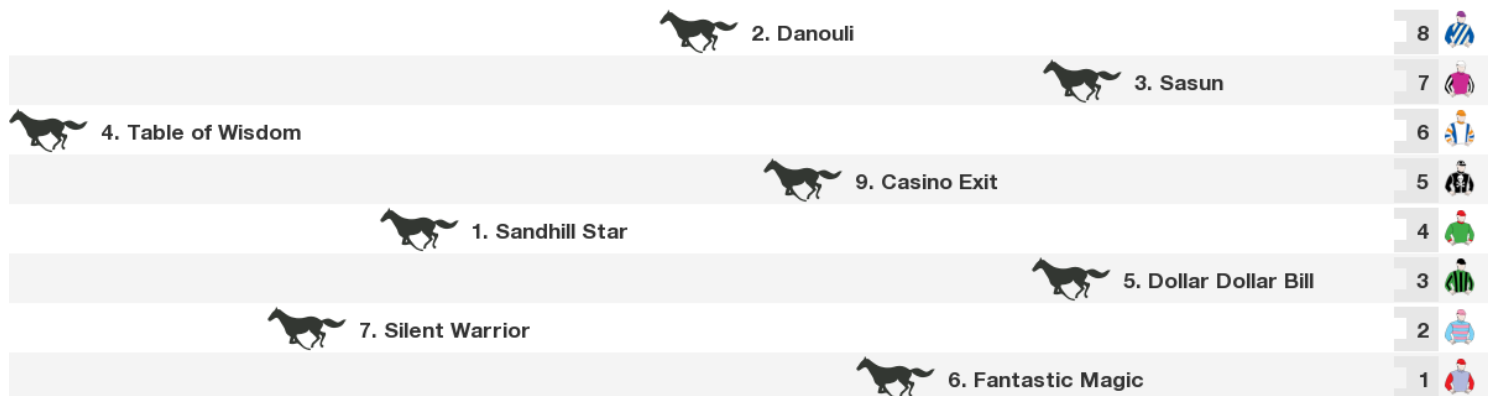 2. Danouli 8
3. Sasun 7
4. Table of Wisdom 6
9. Casino Exit 5
1. Sandhill Star 4
5. Dollar Dollar Bill 3
7. Silent Warrior 2
6. Fantastic Magic 1